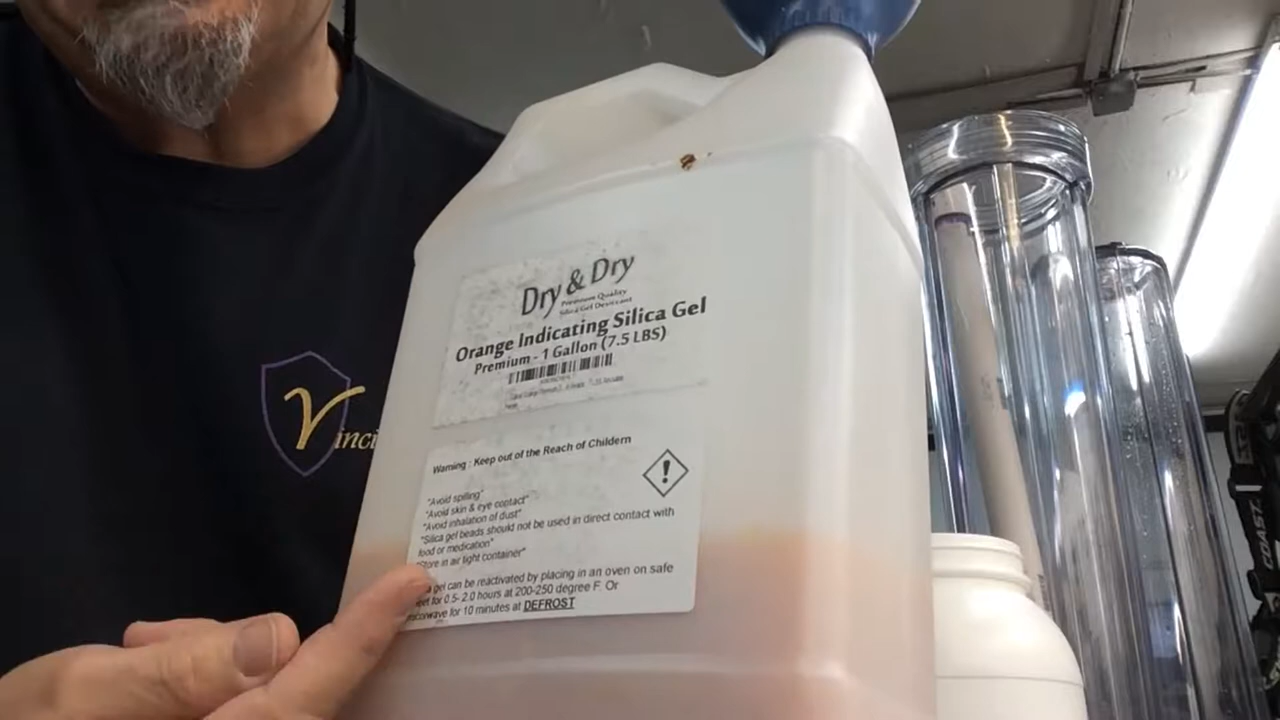 Dry & Dry
Premium Quality
Silica Gel Desiccant
Orange Indicating Silica Gel
Premium - 1 Gallon (7.5 LBS)
Warning : Keep out of the Reach of Childern
"Avoid spilling"
"Avoid skin & eye contact"
"Avoid inhalation of dust"
"Silica gel beads should not be used in direct contact with
food or medication"
"Store in air tight container"
gel can be reactivated by placing in an oven on safe
for 0.5- 2.0 hours at 200-250 degree F. Or
microwave for 10 minutes at DEFROST
Vinci
COAST